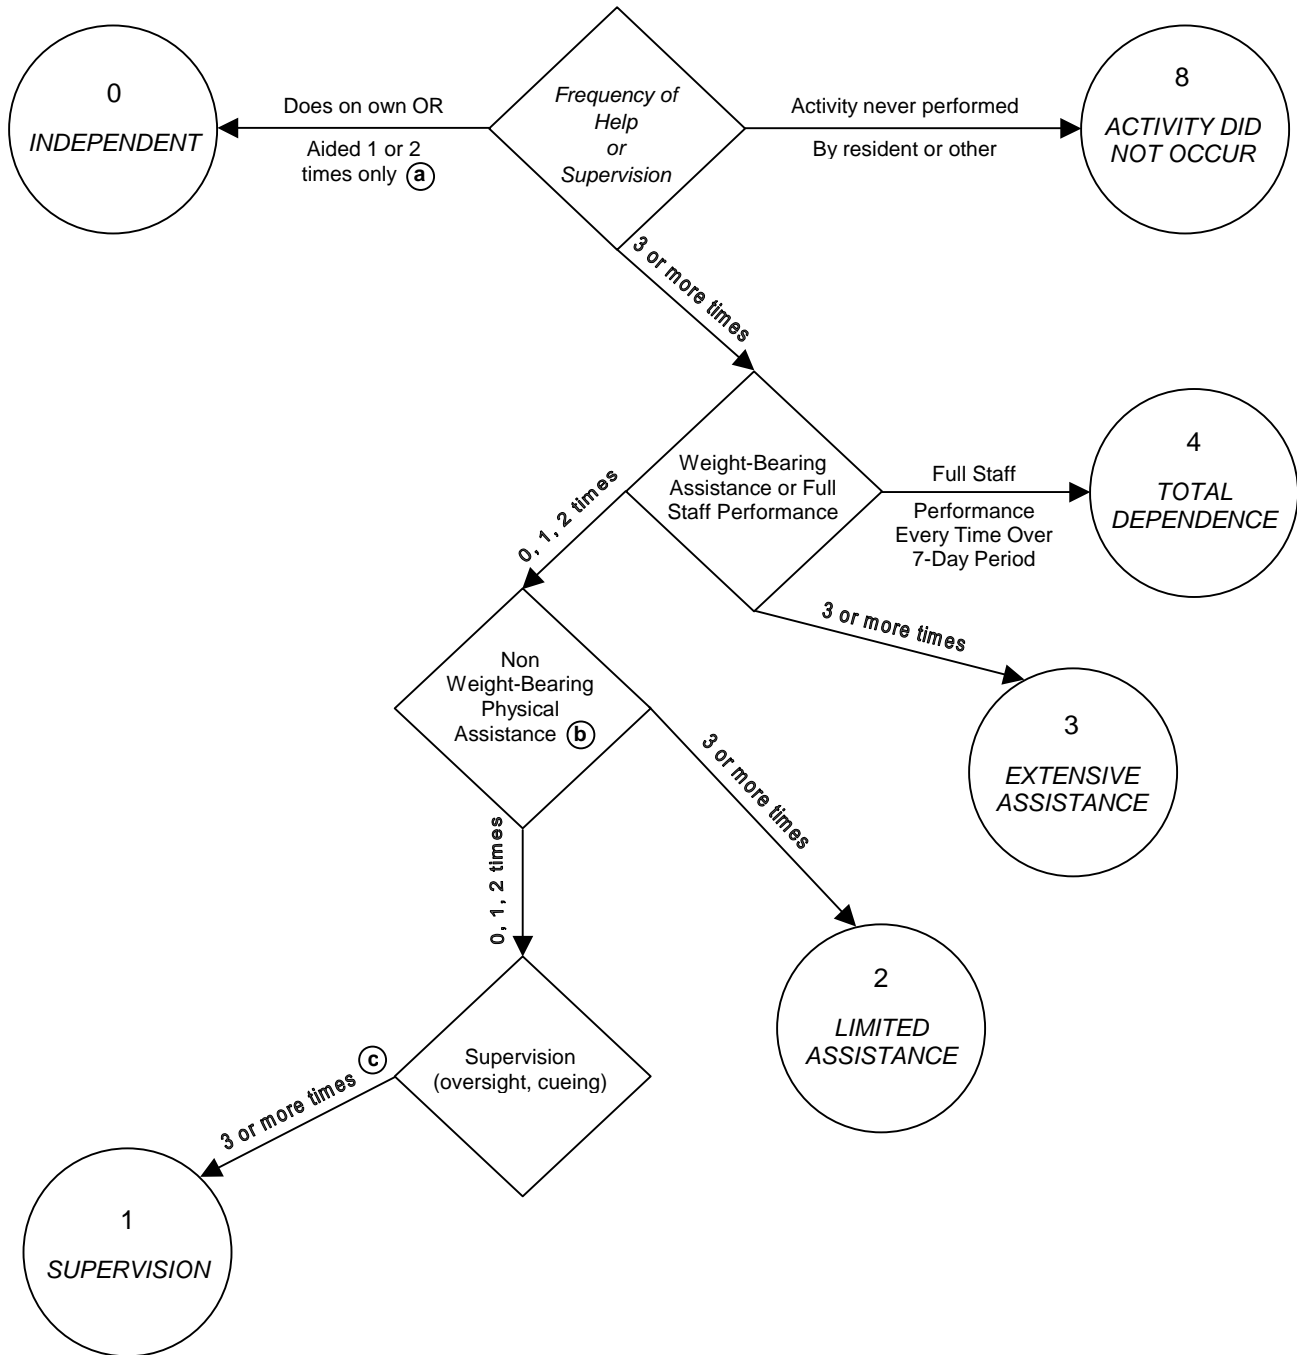 0
INDEPENDENT
Does on own OR
Aided 1 or 2
times only a
Frequency of
Help
or
Supervision
Activity never performed
By resident or other
8
ACTIVITY DID
NOT OCCUR
3 or more times
Weight-Bearing
Assistance or Full
Staff Performance
Full Staff
Performance
Every Time Over
7-Day Period
4
TOTAL
DEPENDENCE
0, 1, 2 times
3 or more times
3
EXTENSIVE
ASSISTANCE
Non
Weight-Bearing
Physical
Assistance b
3 or more times
2
LIMITED
ASSISTANCE
0, 1, 2 times
Supervision
(oversight, cueing)
3 or more times c
1
SUPERVISION